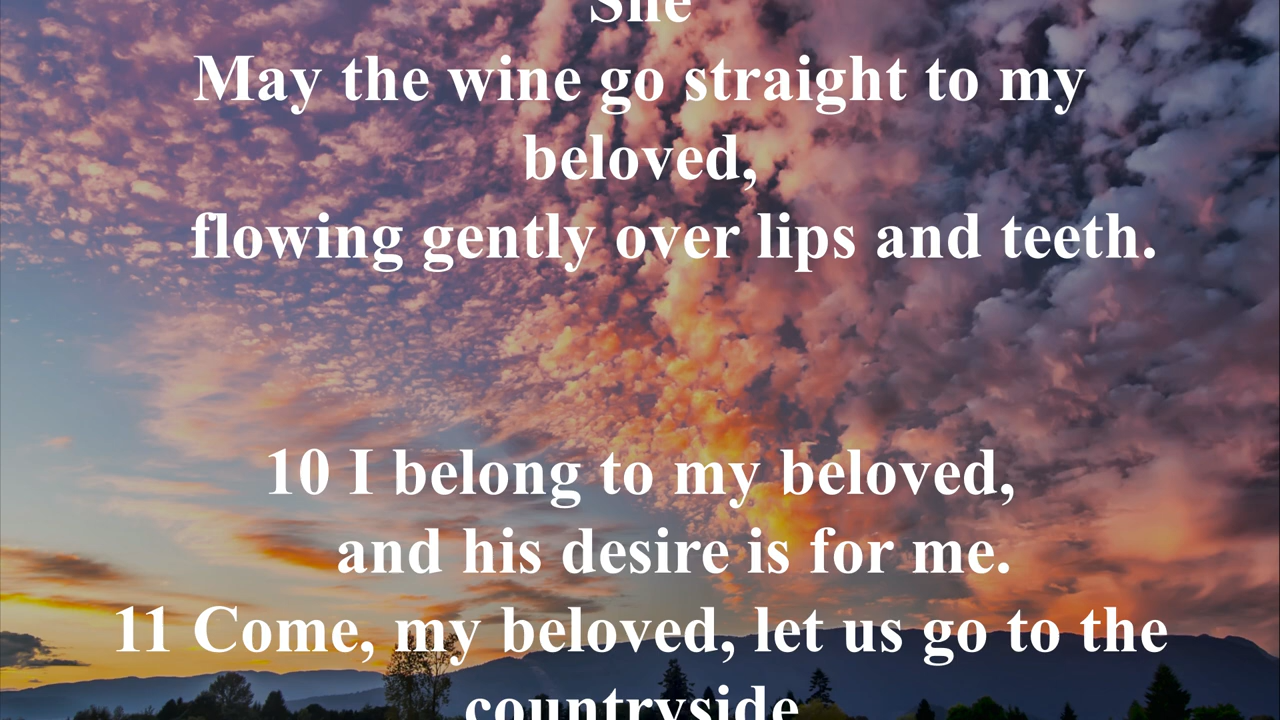 She
May the wine go straight to my
beloved,
flowing gently over lips and teeth.
10 I belong to my beloved,
and his desire is for me.
11 Come, my beloved, let us go to the
countryside